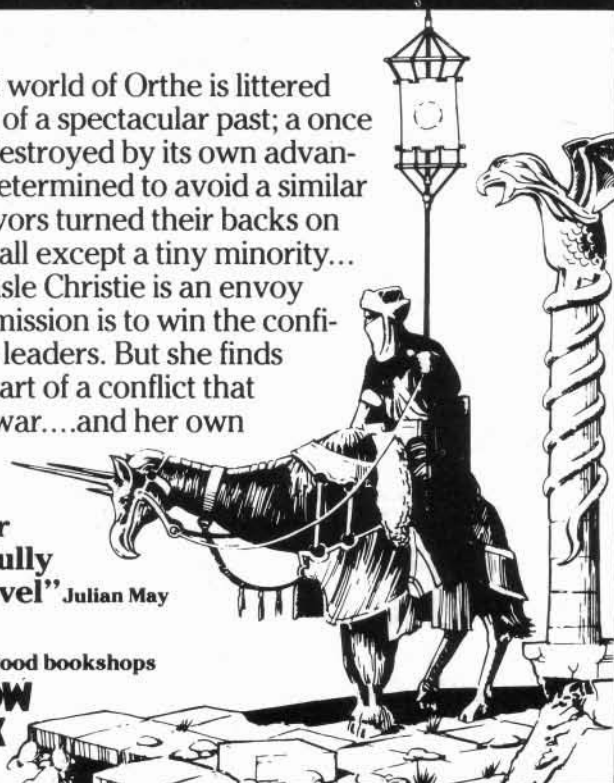 world of Orthe is littered
of a spectacular past; a once
estroyed by its own advan-
etermined to avoid a similar
vors turned their backs on
all except a tiny minority...
sle Christie is an envoy
mission is to win the confi-
leaders. But she finds
art of a conflict that
war....and her own
r
ully
vel” Julian May
ood bookshops
OW
K